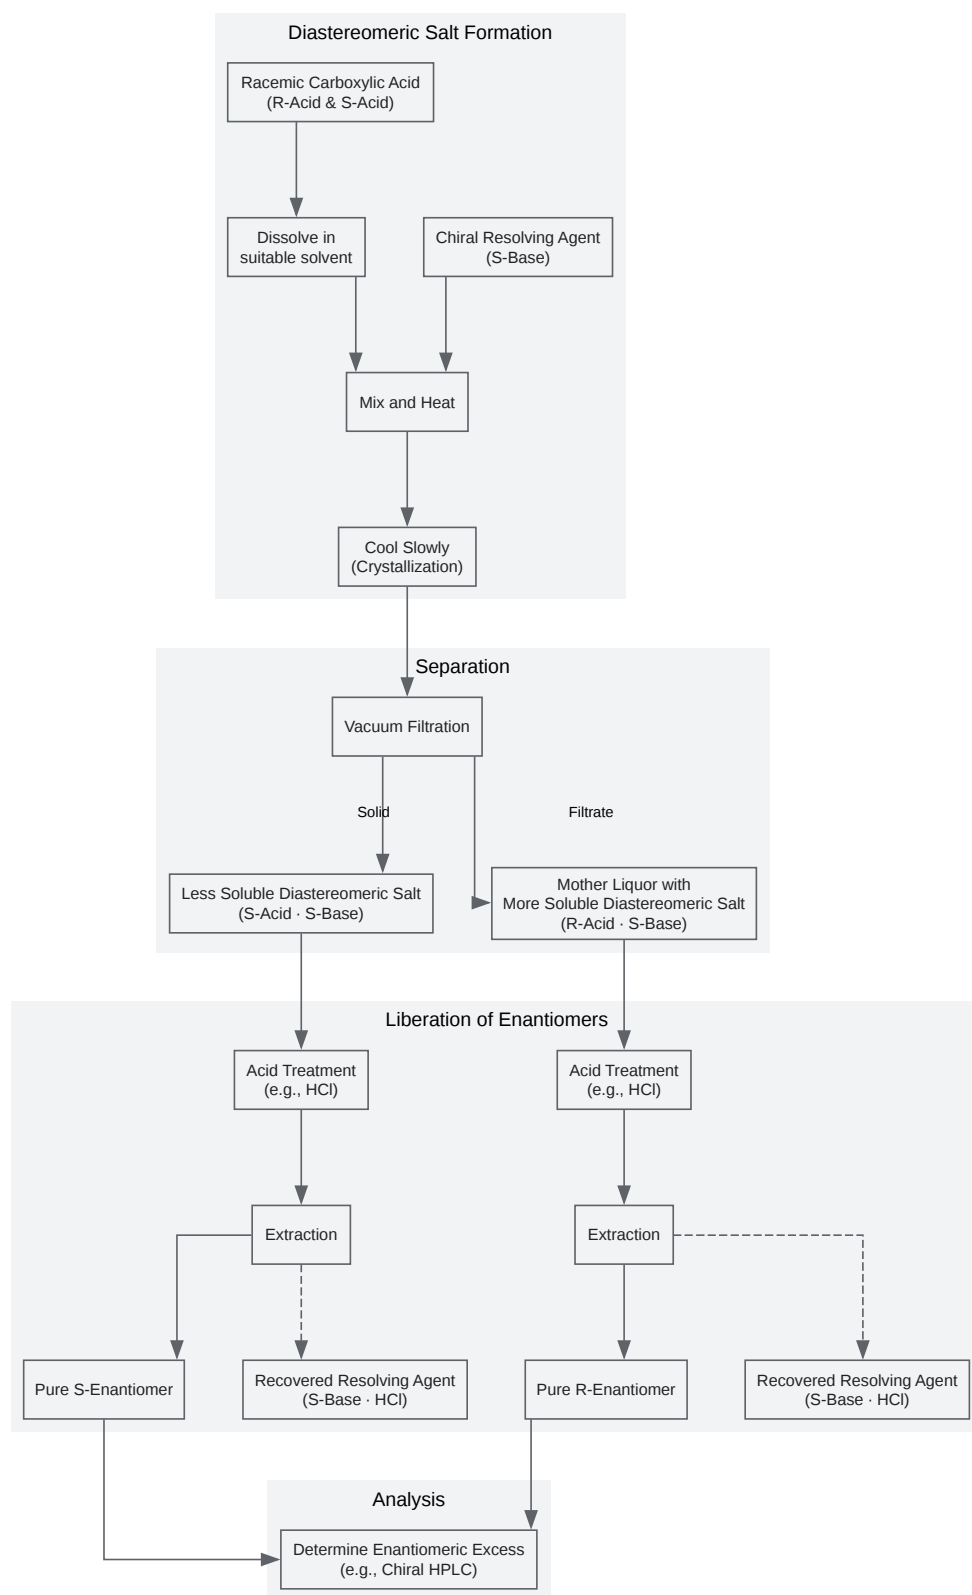 Diastereomeric Salt Formation
Racemic Carboxylic Acid
(R-Acid & S-Acid)
Dissolve in
suitable solvent
Chiral Resolving Agent
(S-Base)
Mix and Heat
Cool Slowly
(Crystallization)
Separation
Vacuum Filtration
Solid
Filtrate
Less Soluble Diastereomeric Salt
(S-Acid · S-Base)
Mother Liquor with
More Soluble Diastereomeric Salt
(R-Acid · S-Base)
Liberation of Enantiomers
Acid Treatment
(e.g., HCl)
Acid Treatment
(e.g., HCl)
Extraction
Extraction
Pure S-Enantiomer
Recovered Resolving Agent
(S-Base · HCl)
Pure R-Enantiomer
Recovered Resolving Agent
(S-Base · HCl)
Analysis
Determine Enantiomeric Excess
(e.g., Chiral HPLC)